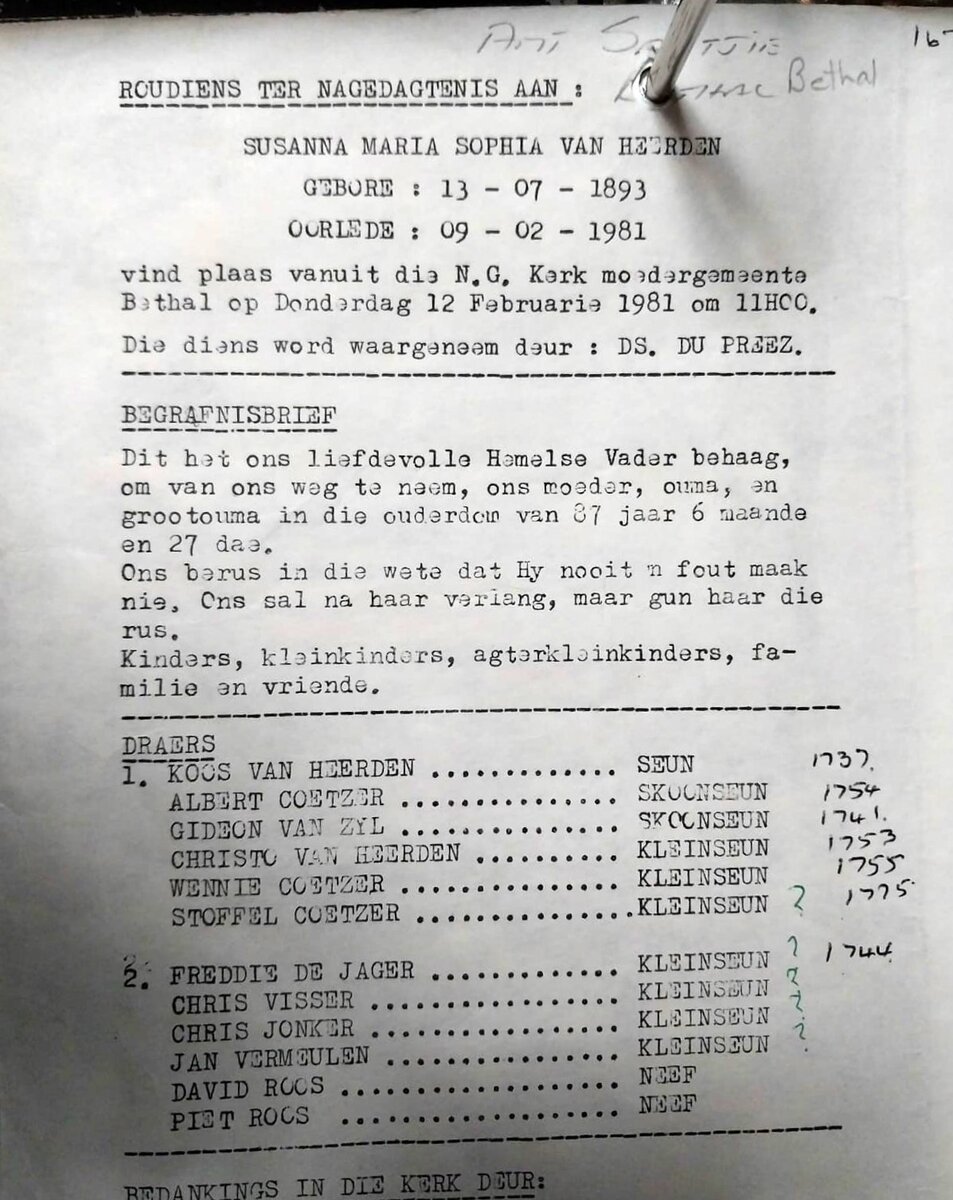 167
ROUDIENS TER NAGEDAGTENIS AAN :
Bethal
SUSANNA MARIA SOPHIA VAN HEERDEN
GEBORE : 13 - 07 - 1893
OORLEDE : 09 - 02 - 1981
vind plaas vanuit die N.G. Kerk moedergemeente
Bethal op Donderdag 12 Februarie 1981 om 11H00.
Die diens word waargeneem deur : DS. DU PREEZ.
BEGRAFNISBRIEF
Dit het ons liefdevolle Hemelse Vader behaag,
om van ons weg te neem, ons moeder, ouma, en
grootouma in die ouderdom van 87 jaar 6 maande
en 27 dae.
Ons berus in die wete dat Hy nooit 'n fout maak
nie. Ons sal na haar verlang, maar gun haar die
rus.
Kinders, kleinkinders, agterkleinkinders, fa-
milie en vriende.
DRAERS
1. KOOS VAN HEERDEN ............. SEUN 1737.
ALBERT COETZER ............... SKOONSEUN 1754
GIDEON VAN ZYL ............... SKOONSEUN 1741.
CHRISTO VAN HEERDEN .......... KLEINSEUN 1753
WENNIE COETZER ............... KLEINSEUN 1755
STOFFEL COETZER ...............KLEINSEUN ? 1775
2. FREDDIE DE JAGER ............. KLEINSEUN ? 1744
CHRIS VISSER ................. KLEINSEUN ?
CHRIS JONKER ................. KLEINSEUN ?
JAN VERMEULEN ................ KLEINSEUN ?
DAVID ROOS ................... NEEF
PIET ROOS ................... NEEF
BEDANKINGS IN DIE KERK DEUR: